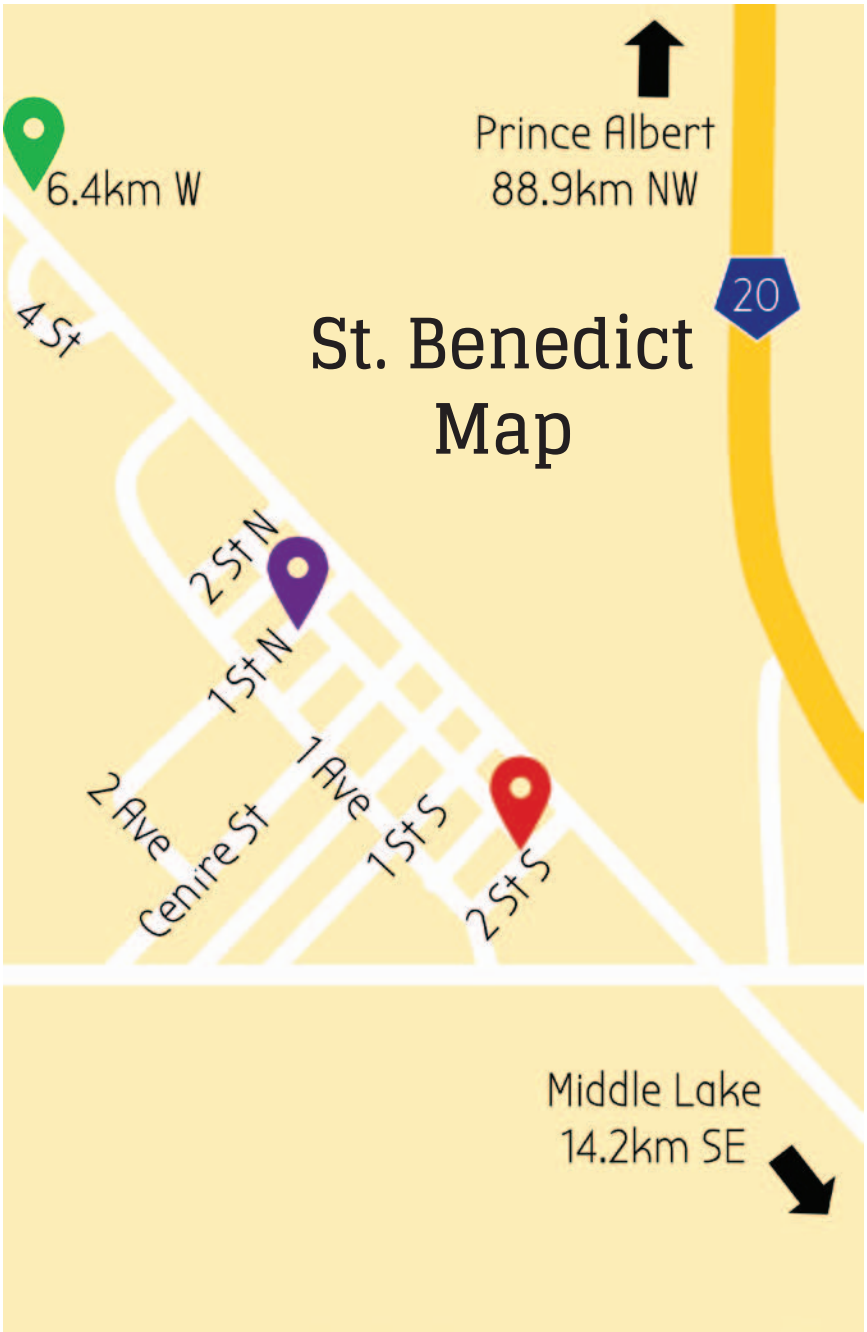 Prince Albert
88.9km NW
6.4km W
20
4 St
St. Benedict
Map
2 St N
1 St N
1 Ave
2 Ave
1 St S
Cenire St
2 St S
Middle Lake
14.2km SE